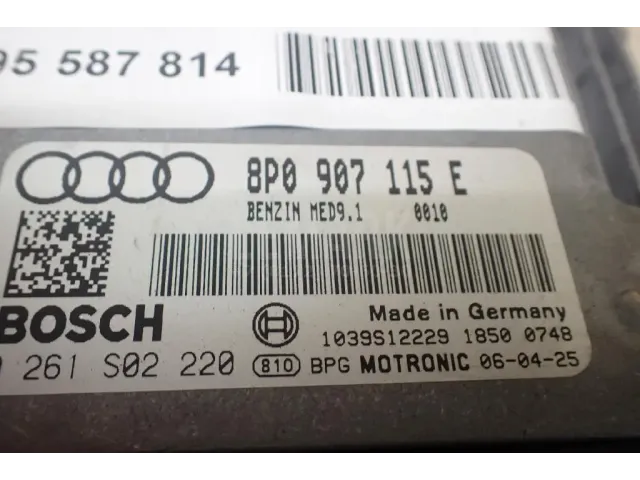 95 587 814
8P0 907 115 E
BENZIN MED9.1 0010
BOSCH
Made in Germany
1039S12229 1850 0748
261 S02 220 810 BPG MOTRONIC 06-04-25